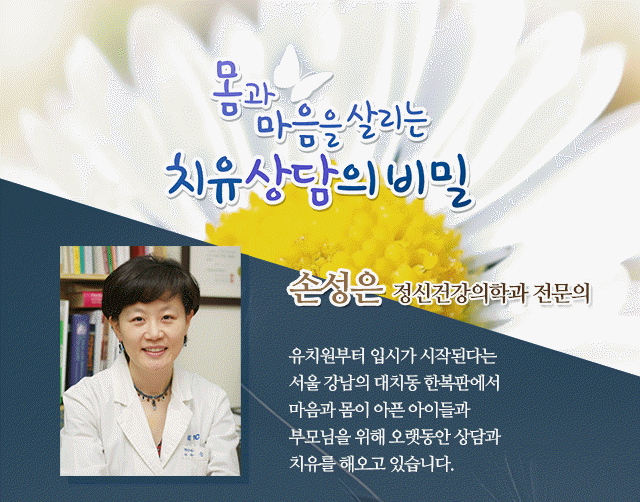 몸과
마음을 살리는
치유상담의 비밀
손성은 정신건강의학과 전문의
유치원부터 입시가 시작된다는
서울 강남의 대치동 한복판에서
마음과 몸이 아픈 아이들과
부모님을 위해 오랫동안 상담과
치유를 해오고 있습니다.